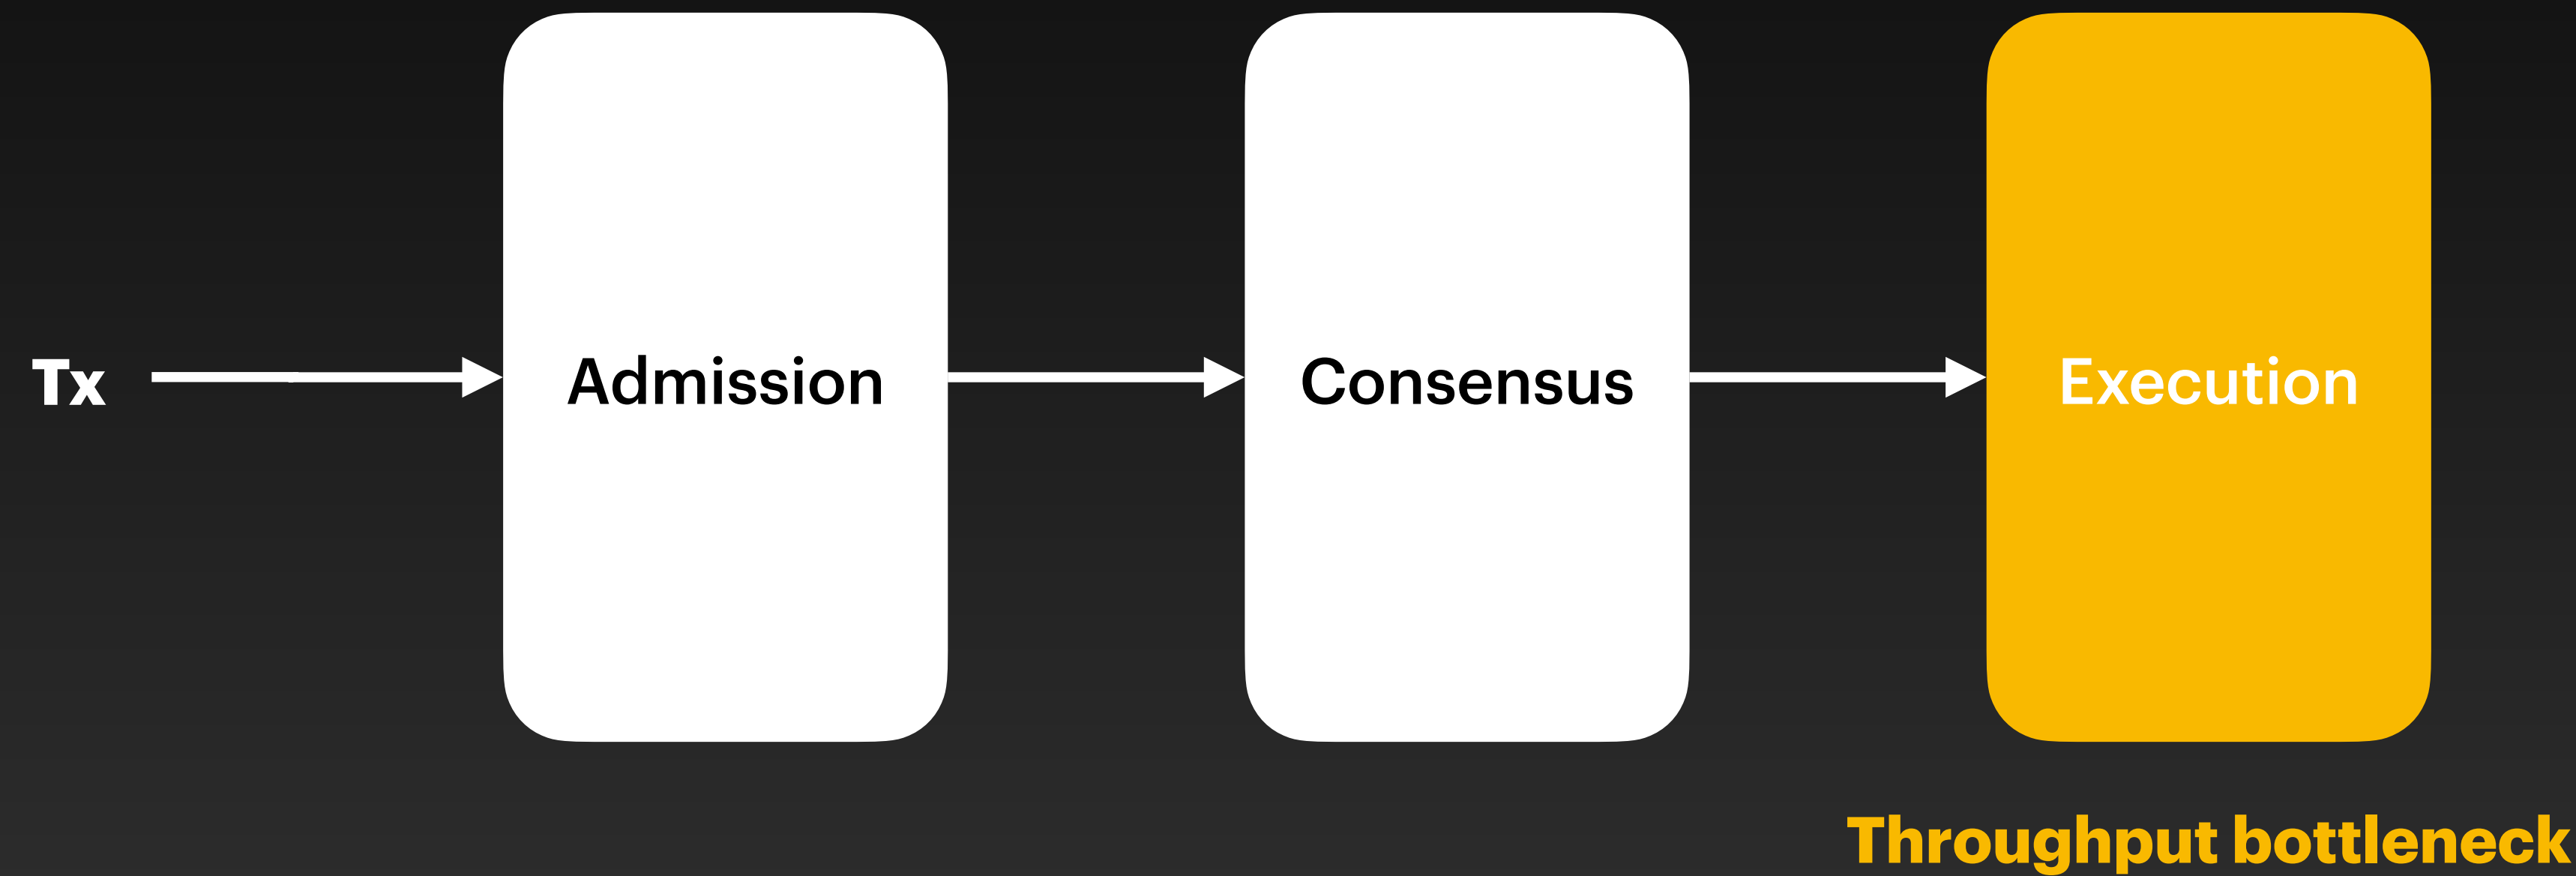 Tx
Admission
Consensus
Execution
Throughput bottleneck